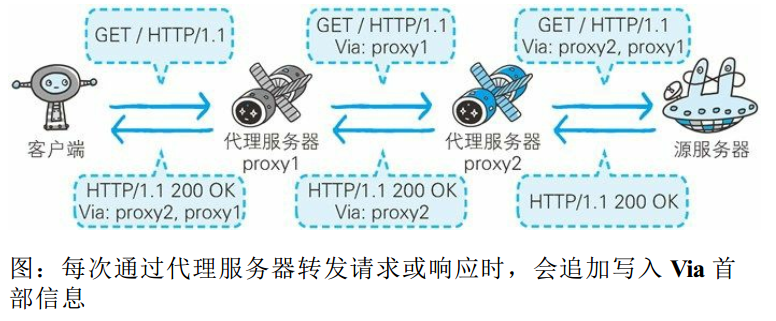 GET / HTTP/1.1
GET / HTTP/1.1
Via: proxy1
GET / HTTP/1.1
Via: proxy2, proxy1
客户端
代理服务器
proxy1
代理服务器
proxy2
源服务器
HTTP/1.1 200 OK
Via: proxy2, proxy1
HTTP/1.1 200 OK
Via: proxy2
HTTP/1.1 200 OK
图：每次通过代理服务器转发请求或响应时，会追加写入 Via 首
部信息